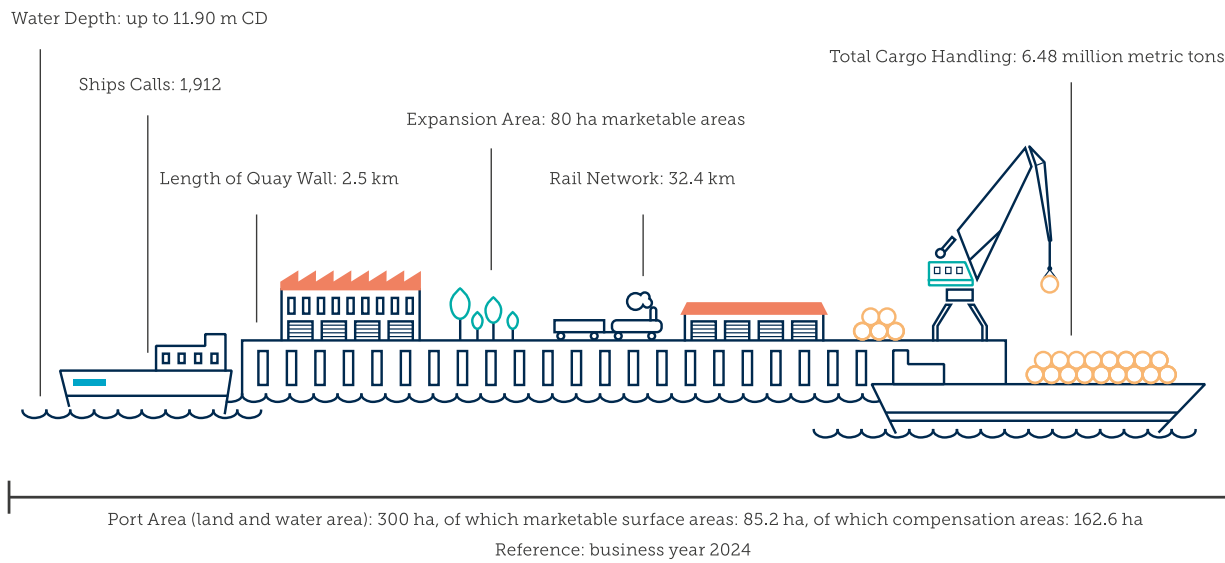 Water Depth: up to 11.90 m CD
Total Cargo Handling: 6.48 million metric tons
Ships Calls: 1,912
Expansion Area: 80 ha marketable areas
Length of Quay Wall: 2.5 km
Rail Network: 32.4 km
Port Area (land and water area): 300 ha, of which marketable surface areas: 85.2 ha, of which compensation areas: 162.6 ha
Reference: business year 2024